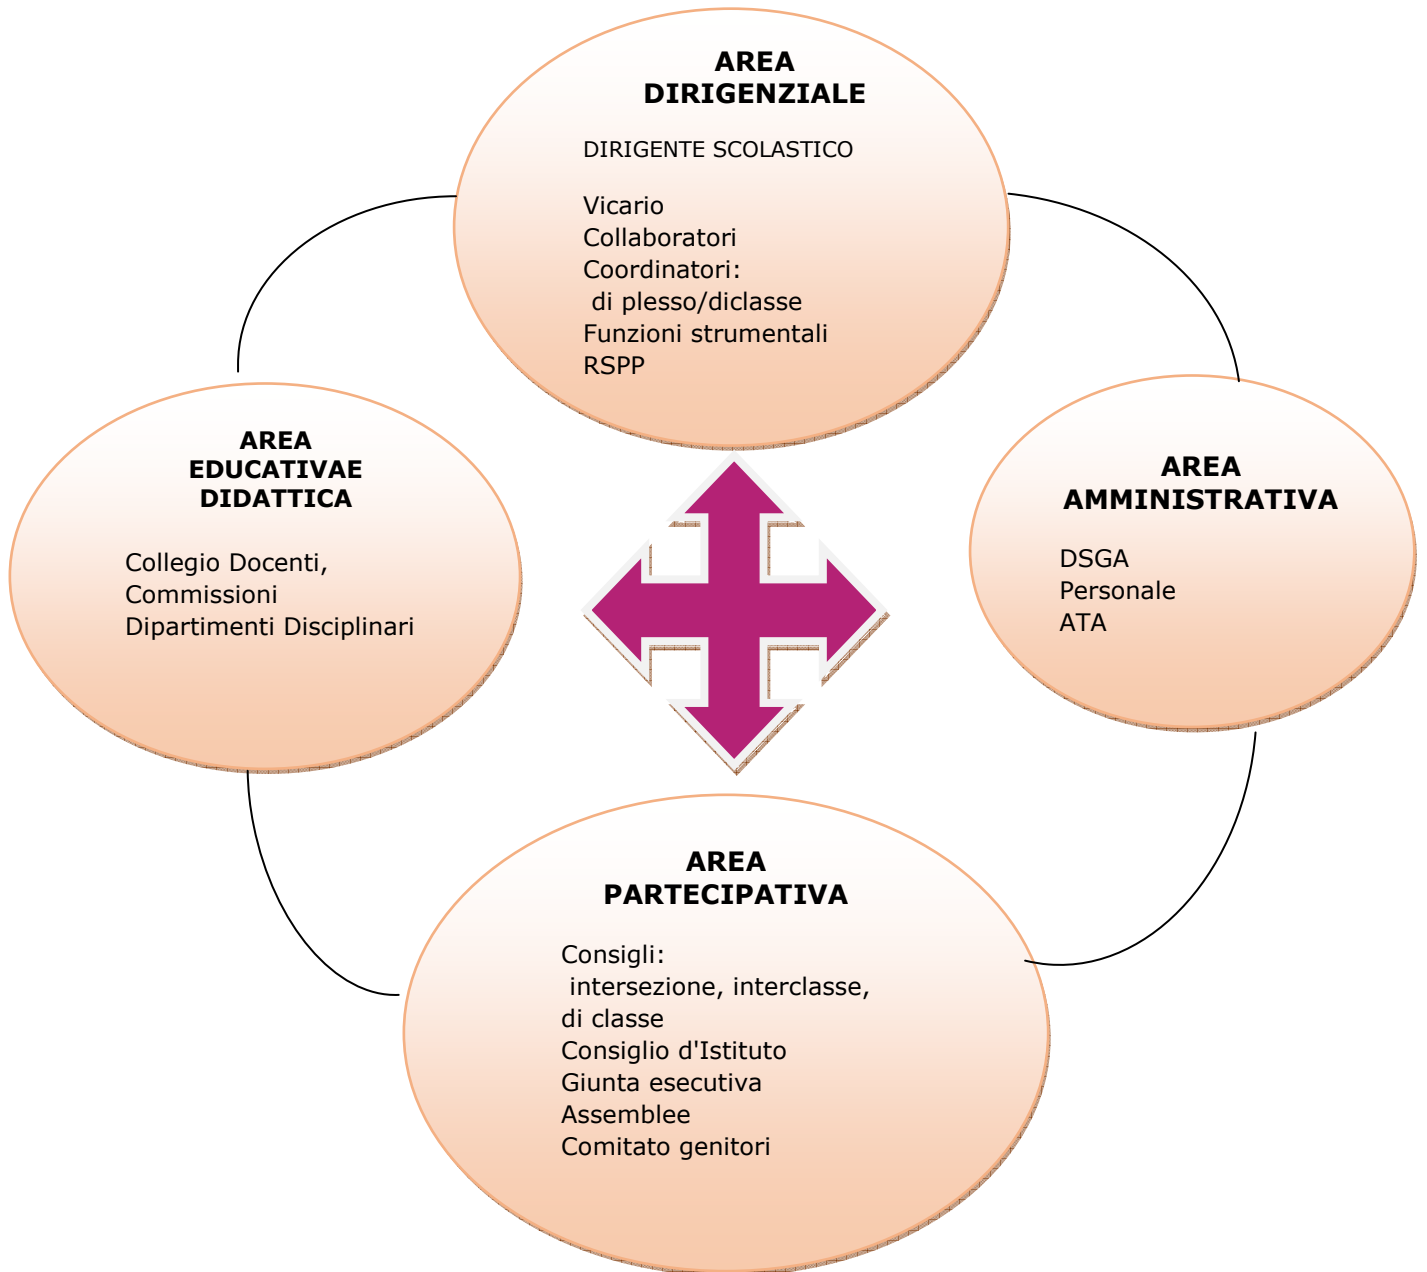 AREA
DIRIGENZIALE
DIRIGENTE SCOLASTICO
Vicario
Collaboratori
Coordinatori:
di plesso/diclasse
Funzioni strumentali
RSPP
AREA
EDUCATIVAE
DIDATTICA
Collegio Docenti,
Commissioni
Dipartimenti Disciplinari
AREA
AMMINISTRATIVA
DSGA
Personale
ATA
AREA
PARTECIPATIVA
Consigli:
intersezione, interclasse,
di classe
Consiglio d'Istituto
Giunta esecutiva
Assemblee
Comitato genitori